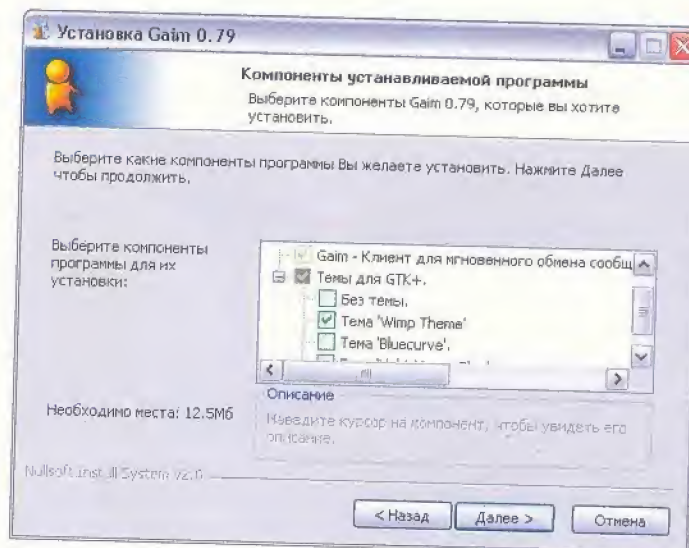 Установка Gaim 0.79
Компоненты устанавливаемой программы
Выберите компоненты Gaim 0.79, которые вы хотите
установить.
Выберите какие компоненты программы Вы желаете установить. Нажмите Далее
чтобы продолжить.
Выберите компоненты
программы для их
установки:
Gaim - Клиент для мгновенного обмена сообщ
Темы для GTK+.
Без темы.
Тема 'Wimp Theme'
Тема 'Bluecurve'.
Необходимо места: 12.5Мб
Описание
Наведите курсор на компонент, чтобы увидеть его
описание.
Nullsoft Install System v2.0
< Назад
Далее >
Отмена